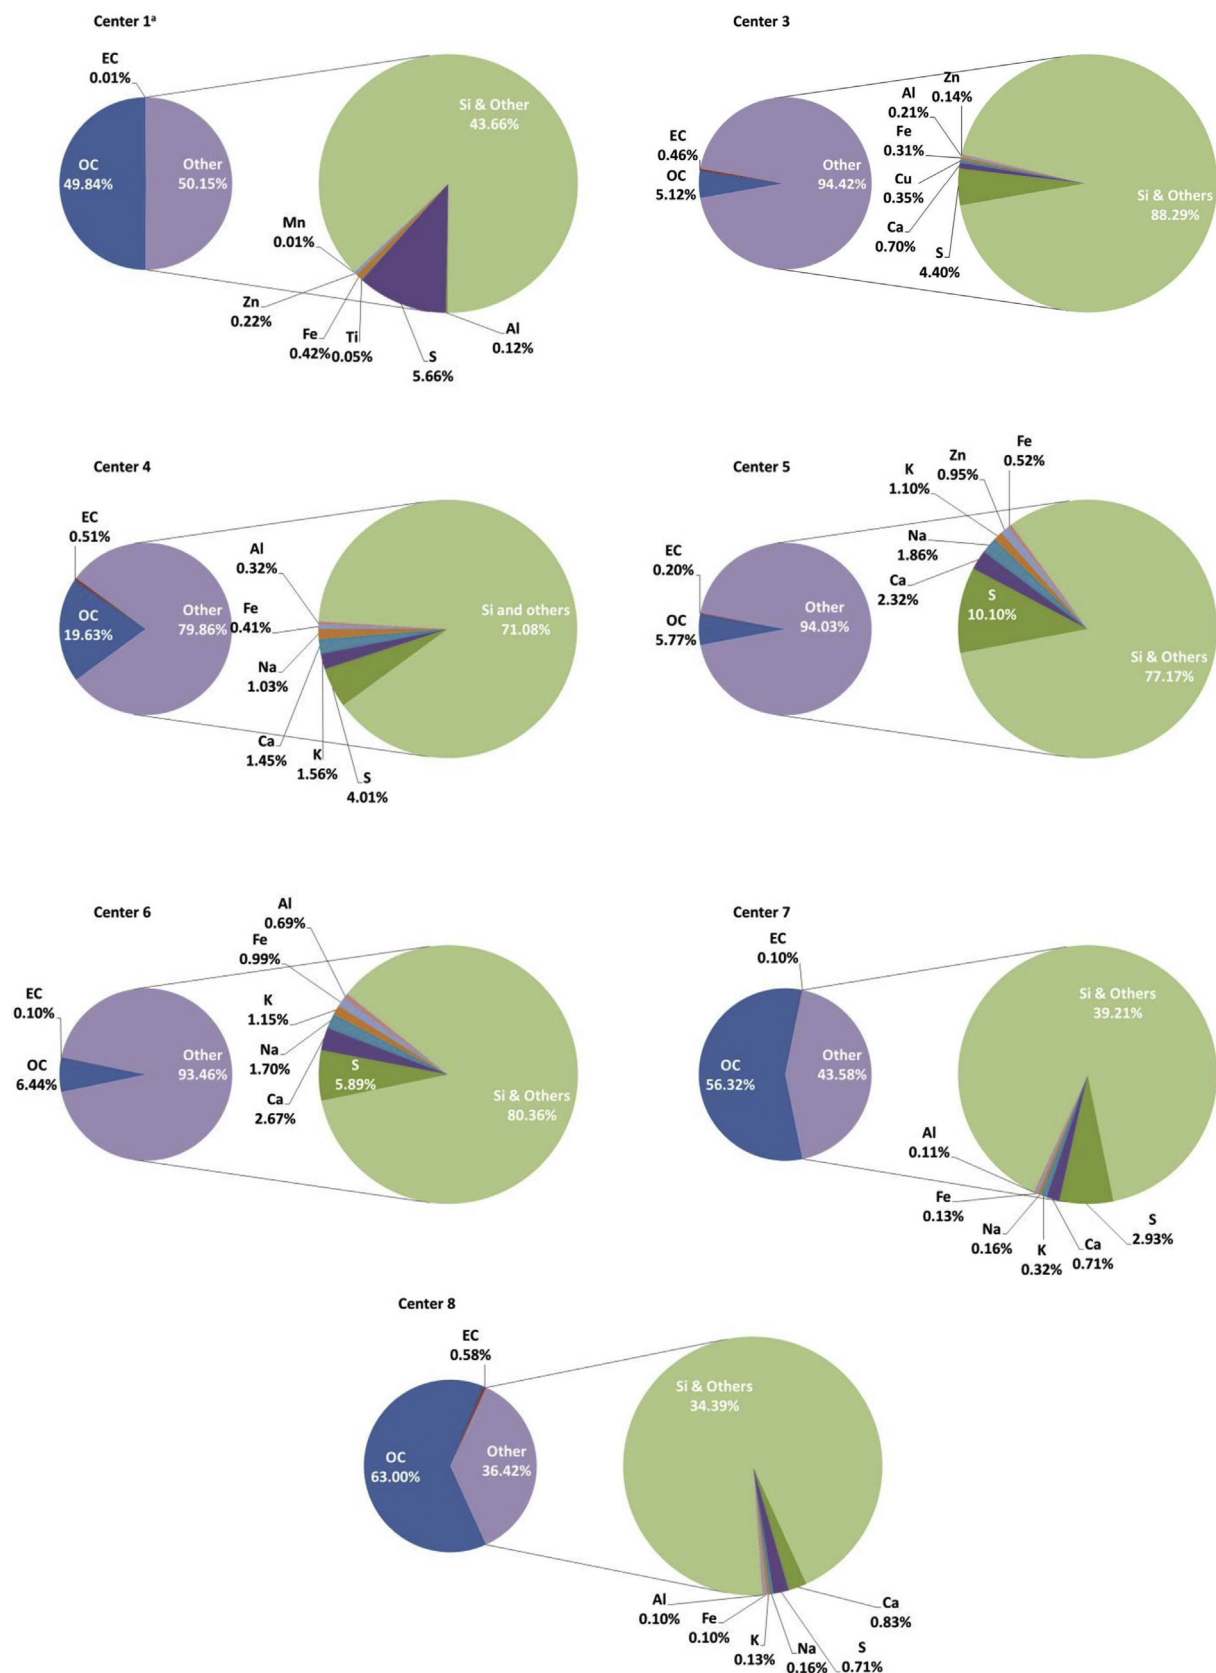 Center 1ª
EC
0.01%
OC
49.84%
Other
50.15%
Si & Other
43.66%
Mn
0.01%
Zn
0.22%
Fe
0.42%
Ti
0.05%
S
5.66%
Al
0.12%
Center 3
EC
0.46%
OC
5.12%
Other
94.42%
Zn
0.14%
Al
0.21%
Fe
0.31%
Cu
0.35%
Ca
0.70%
S
4.40%
Si & Others
88.29%
Center 4
EC
0.51%
OC
19.63%
Other
79.86%
Al
0.32%
Fe
0.41%
Na
1.03%
Ca
1.45%
K
1.56%
S
4.01%
Si and others
71.08%
Center 5
EC
0.20%
OC
5.77%
Other
94.03%
Fe
0.52%
Zn
0.95%
K
1.10%
Na
1.86%
Ca
2.32%
S
10.10%
Si & Others
77.17%
Center 6
EC
0.10%
OC
6.44%
Other
93.46%
Al
0.69%
Fe
0.99%
K
1.15%
Na
1.70%
Ca
2.67%
S
5.89%
Si & Others
80.36%
Center 7
EC
0.10%
OC
56.32%
Other
43.58%
Si & Others
39.21%
Al
0.11%
Fe
0.13%
Na
0.16%
K
0.32%
Ca
0.71%
S
2.93%
Center 8
EC
0.58%
OC
63.00%
Other
36.42%
Si & Others
34.39%
Al
0.10%
Fe
0.10%
K
0.13%
Na
0.16%
S
0.71%
Ca
0.83%